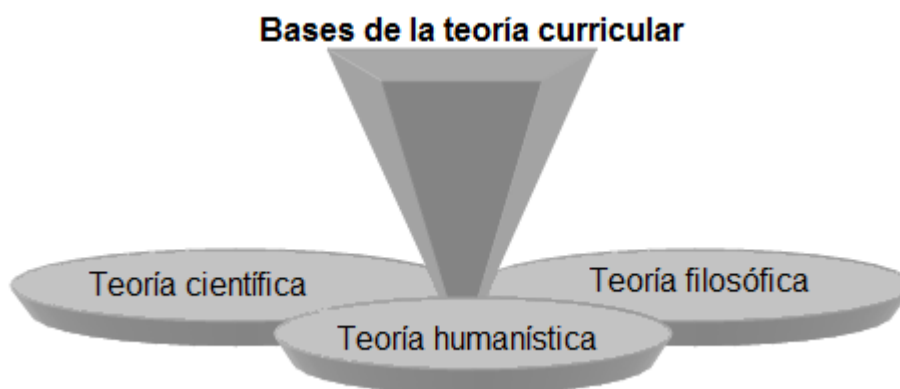 Bases de la teoría curricular
Teoría científica
Teoría filosófica
Teoría humanística